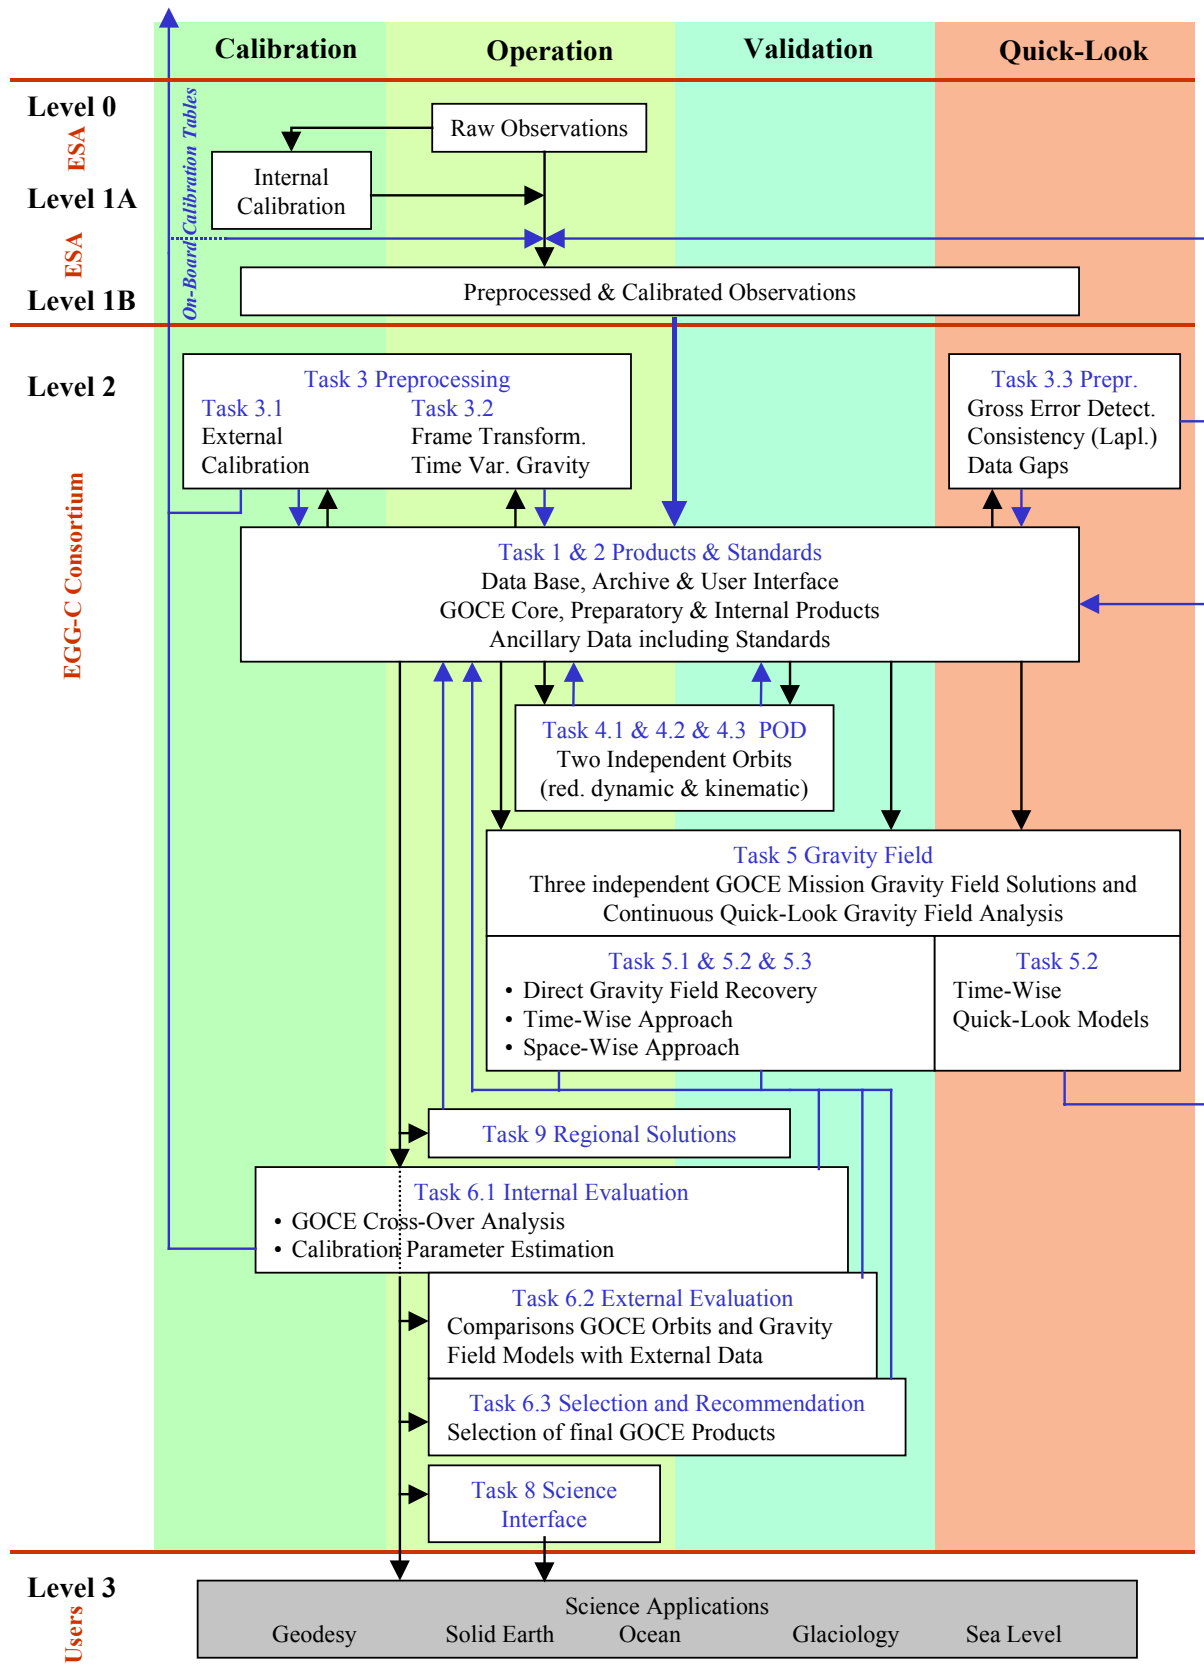 Calibration Operation Validation Quick-Look
Level 0
ESA
Level 1A
ESA
Level 1B
On-Board Calibration Tables
Raw Observations
Internal
Calibration
Preprocessed & Calibrated Observations
Level 2
EGG-C Consortium
Task 3 Preprocessing
Task 3.1
External
Calibration
Task 3.2
Frame Transform.
Time Var. Gravity
Task 3.3 Prepr.
Gross Error Detect.
Consistency (Lapl.)
Data Gaps
Task 1 & 2 Products & Standards
Data Base, Archive & User Interface
GOCE Core, Preparatory & Internal Products
Ancillary Data including Standards
Task 4.1 & 4.2 & 4.3 POD
Two Independent Orbits
(red. dynamic & kinematic)
Task 5 Gravity Field
Three independent GOCE Mission Gravity Field Solutions and
Continuous Quick-Look Gravity Field Analysis
Task 5.1 & 5.2 & 5.3
• Direct Gravity Field Recovery
• Time-Wise Approach
• Space-Wise Approach
Task 5.2
Time-Wise
Quick-Look Models
Task 9 Regional Solutions
Task 6.1 Internal Evaluation
• GOCE Cross-Over Analysis
• Calibration Parameter Estimation
Task 6.2 External Evaluation
Comparisons GOCE Orbits and Gravity
Field Models with External Data
Task 6.3 Selection and Recommendation
Selection of final GOCE Products
Task 8 Science
Interface
Level 3
Users
Science Applications
Geodesy Solid Earth Ocean Glaciology Sea Level